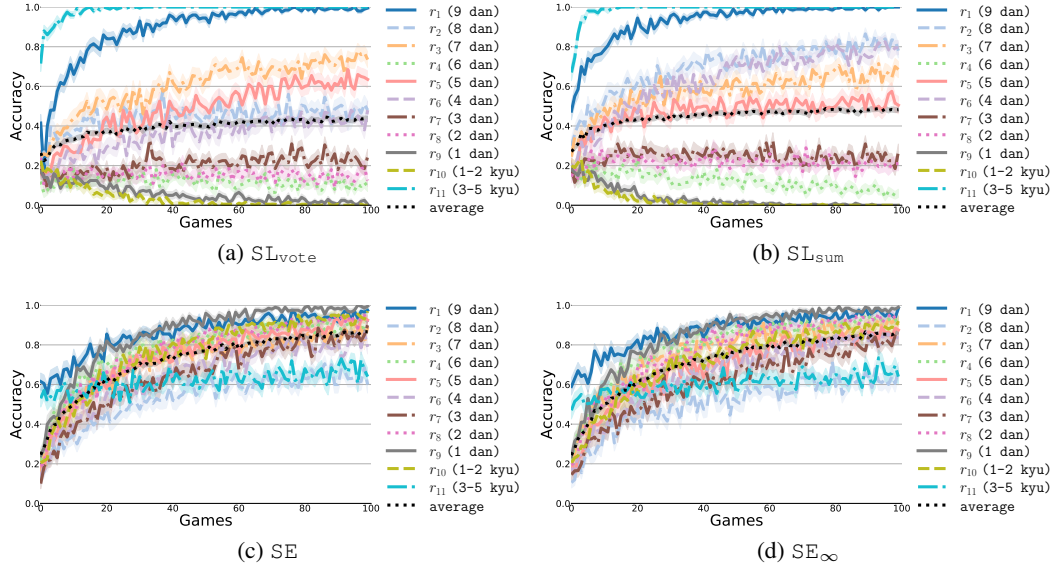 1.0
0.8
0.6
0.4
0.2
0.0
Accuracy
0 20 40 60 80 100
Games
r1 (9 dan)
r2 (8 dan)
r3 (7 dan)
r4 (6 dan)
r5 (5 dan)
r6 (4 dan)
r7 (3 dan)
r8 (2 dan)
r9 (1 dan)
r10 (1-2 kyu)
r11 (3-5 kyu)
average
(a) SLvote
1.0
0.8
0.6
0.4
0.2
0.0
Accuracy
0 20 40 60 80 100
Games
r1 (9 dan)
r2 (8 dan)
r3 (7 dan)
r4 (6 dan)
r5 (5 dan)
r6 (4 dan)
r7 (3 dan)
r8 (2 dan)
r9 (1 dan)
r10 (1-2 kyu)
r11 (3-5 kyu)
average
(b) SLsum
1.0
0.8
0.6
0.4
0.2
0.0
Accuracy
0 20 40 60 80 100
Games
r1 (9 dan)
r2 (8 dan)
r3 (7 dan)
r4 (6 dan)
r5 (5 dan)
r6 (4 dan)
r7 (3 dan)
r8 (2 dan)
r9 (1 dan)
r10 (1-2 kyu)
r11 (3-5 kyu)
average
(c) SE
1.0
0.8
0.6
0.4
0.2
0.0
Accuracy
0 20 40 60 80 100
Games
r1 (9 dan)
r2 (8 dan)
r3 (7 dan)
r4 (6 dan)
r5 (5 dan)
r6 (4 dan)
r7 (3 dan)
r8 (2 dan)
r9 (1 dan)
r10 (1-2 kyu)
r11 (3-5 kyu)
average
(d) SE∞